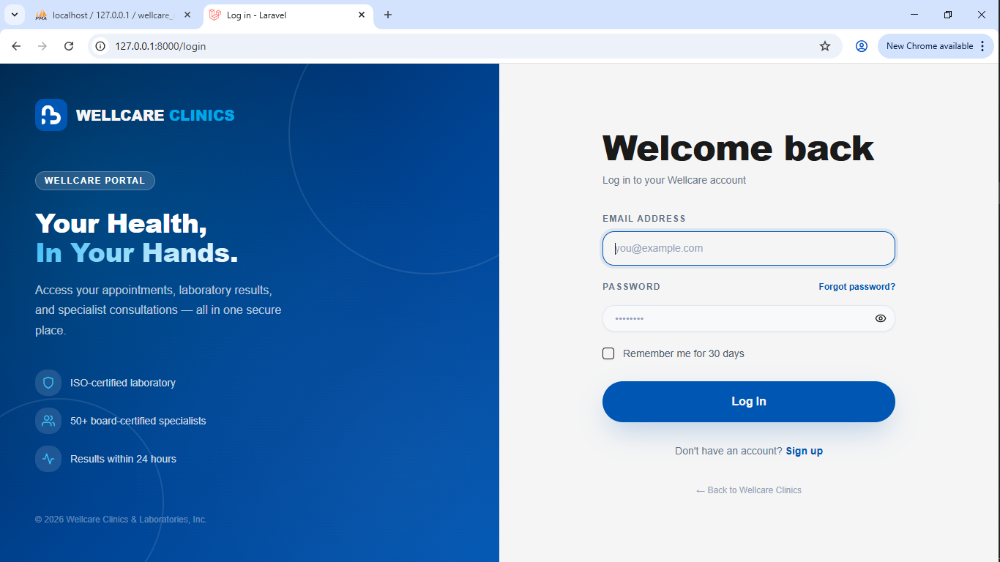 localhost / 127.0.0.1 / wellcare_
Log in - Laravel
127.0.0.1:8000/login
New Chrome available
WELLCARE CLINICS
WELLCARE PORTAL
Your Health,
In Your Hands.
Access your appointments, laboratory results,
and specialist consultations — all in one secure
place.
ISO-certified laboratory
50+ board-certified specialists
Results within 24 hours
© 2026 Wellcare Clinics & Laboratories, Inc.
Welcome back
Log in to your Wellcare account
EMAIL ADDRESS
you@example.com
PASSWORD Forgot password?
••••••••
Remember me for 30 days
Log In
Don't have an account? Sign up
← Back to Wellcare Clinics